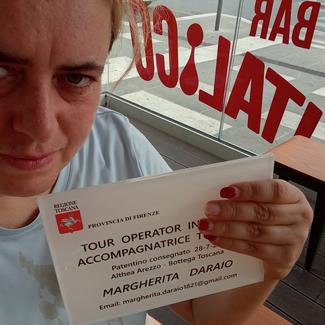 BAR
ITALICO
REGIONE
TOSCANA
PROVINCIA DI FIRENZE
TOUR OPERATOR IN
ACCOMPAGNATRICE T
Patentino consegnato 28-7-2
Althea Arezzo - Bottega Toscana
MARGHERITA DARAIO
Email: margherita.daraio1821@gmail.com